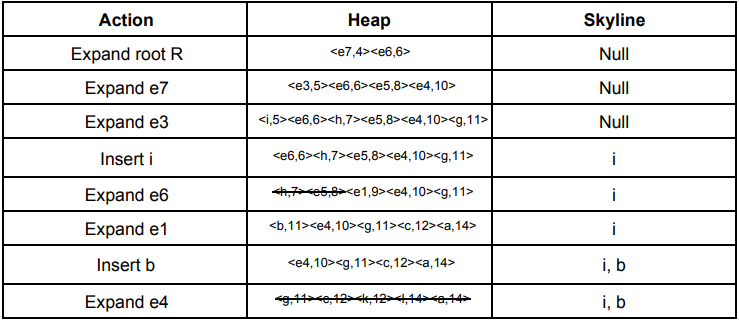 Action Heap Skyline
Expand root R <e7,4><e6,6> Null
Expand e7 <e3,5><e6,6><e5,8><e4,10> Null
Expand e3 <i,5><e6,6><h,7><e5,8><e4,10><g,11> Null
Insert i <e6,6><h,7><e5,8><e4,10><g,11> i
Expand e6 <h,7><e5,8><e1,9><e4,10><g,11> i
Expand e1 <b,11><e4,10><g,11><c,12><a,14> i
Insert b <e4,10><g,11><c,12><a,14> i, b
Expand e4 <g,11><c,12><k,12><l,14><a,14> i, b